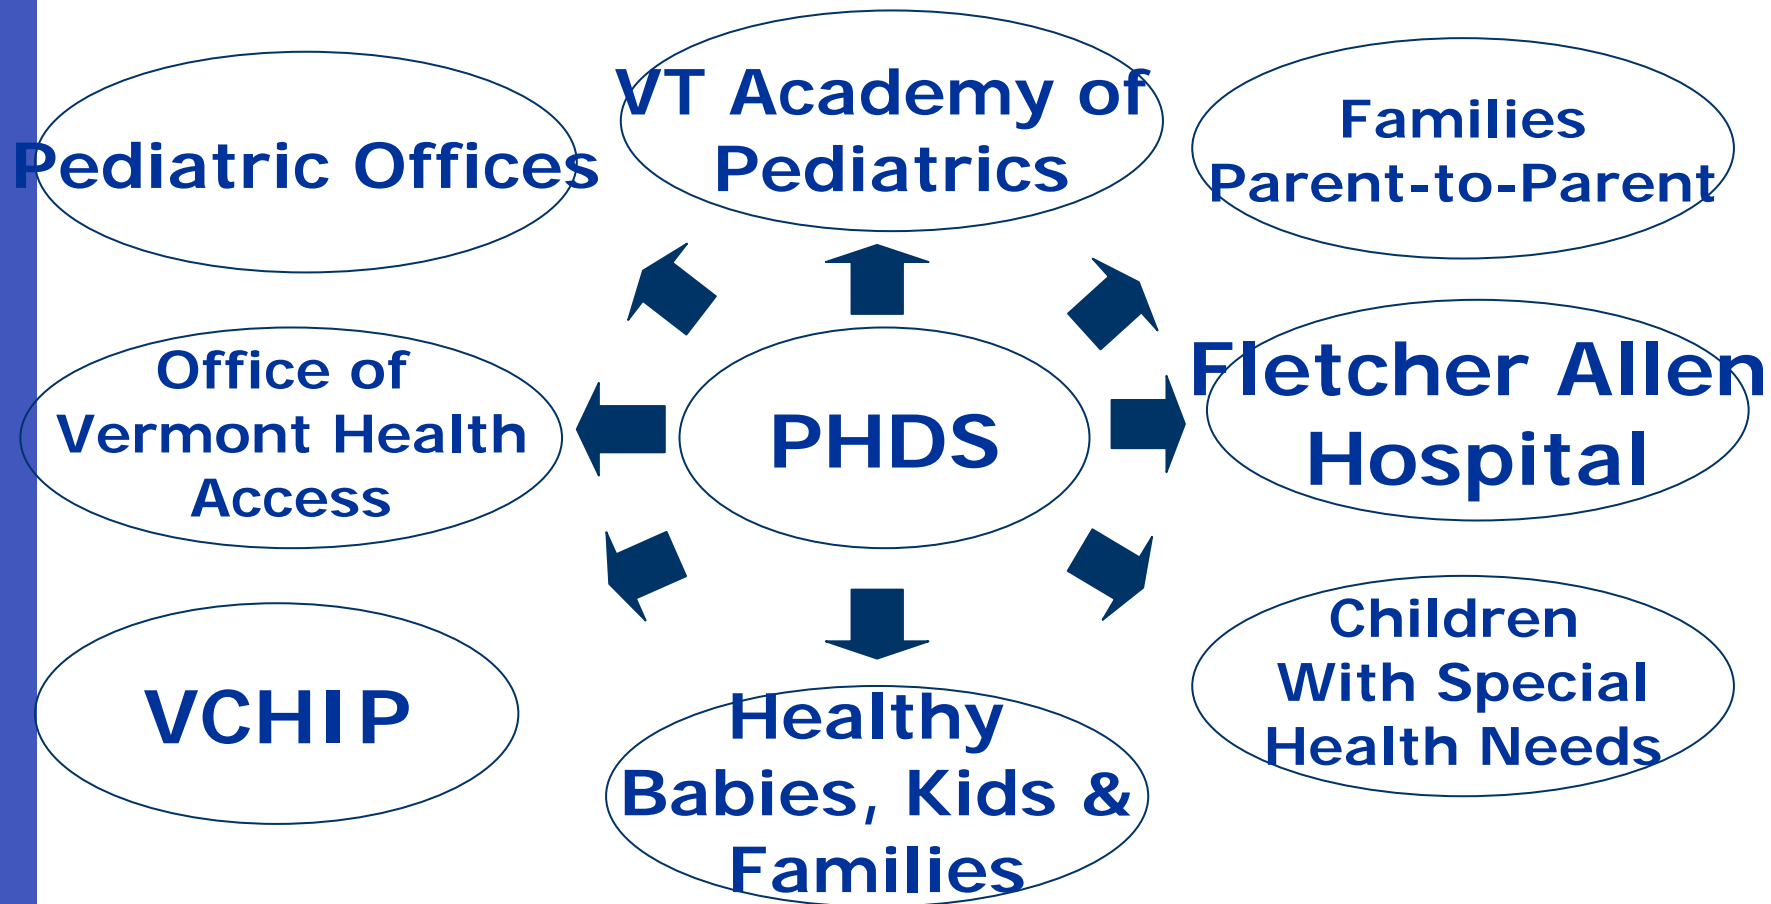 Pediatric Offices
VT Academy of
Pediatrics
Families
Parent-to-Parent
Office of
Vermont Health
Access
PHDS
Fletcher Allen
Hospital
VCHIP
Healthy
Babies, Kids &
Families
Children
With Special
Health Needs